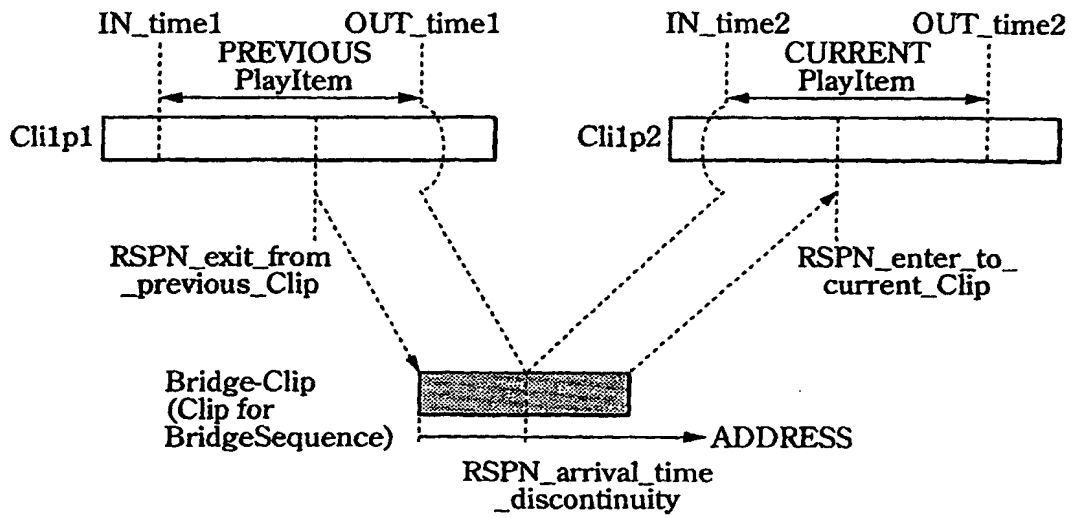 IN_time1
OUT_time1
IN_time2
OUT_time2
PREVIOUS
PlayItem
CURRENT
PlayItem
Cli1p1
Cli1p2
RSPN_exit_from
_previous_Clip
RSPN_enter_to_
current_Clip
Bridge-Clip
(Clip for
BridgeSequence)
ADDRESS
RSPN_arrival_time
_discontinuity